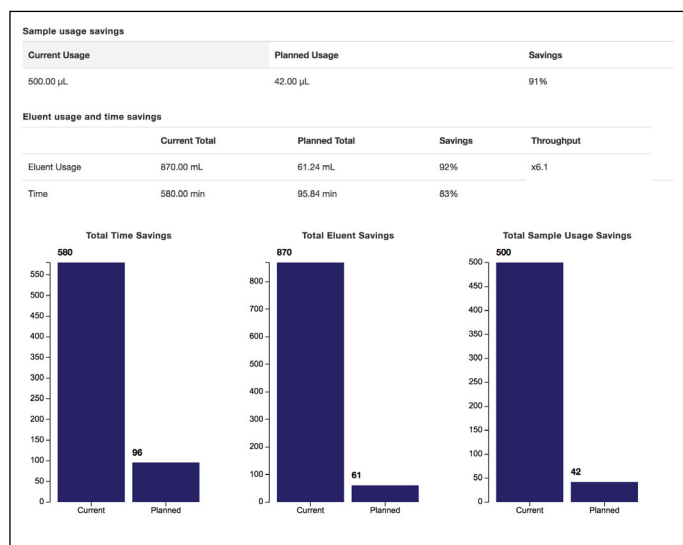 Sample usage savings
Current Usage Planned Usage Savings
500.00 µL 42.00 µL 91%
Eluent usage and time savings
Current Total Planned Total Savings Throughput
Eluent Usage 870.00 mL 61.24 mL 92% x6.1
Time 580.00 min 95.84 min 83%
Total Time Savings
580
550
500
450
400
350
300
250
200
150
100
50
0
96
Current Planned
Total Eluent Savings
870
800
700
600
500
400
300
200
100
0
61
Current Planned
Total Sample Usage Savings
500
500
450
400
350
300
250
200
150
100
50
0
42
Current Planned